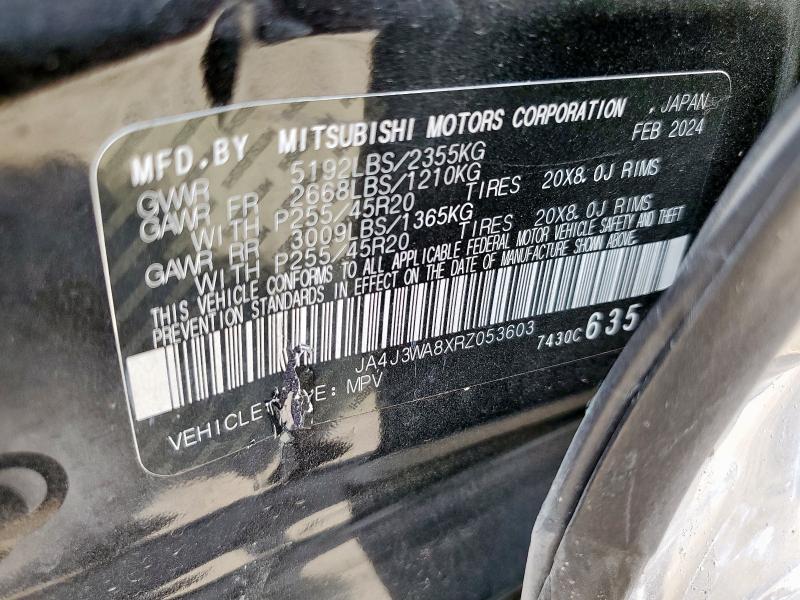 MFD.BY MITSUBISHI MOTORS CORPORATION , JAPAN
FEB 2024
GVWR 5192LBS/2355KG
GAWR FR 2668LBS/1210KG
WITH P255/45R20 TIRES 20X8.0J RIMS
GAWR RR 3009LBS/1365KG
WITH P255/45R20 TIRES 20X8.0J RIMS
THIS VEHICLE CONFORMS TO ALL APPLICABLE FEDERAL MOTOR VEHICLE SAFETY AND THEFT
PREVENTION STANDARDS IN EFFECT ON THE DATE OF MANUFACTURE SHOWN ABOVE.
JA4J3WA8XRZ053603 7430C635
VEHICLE MPV